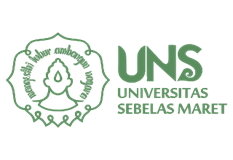 mangesthi luhur ambangun nagara
UNS
UNIVERSITAS
SEBELAS MARET